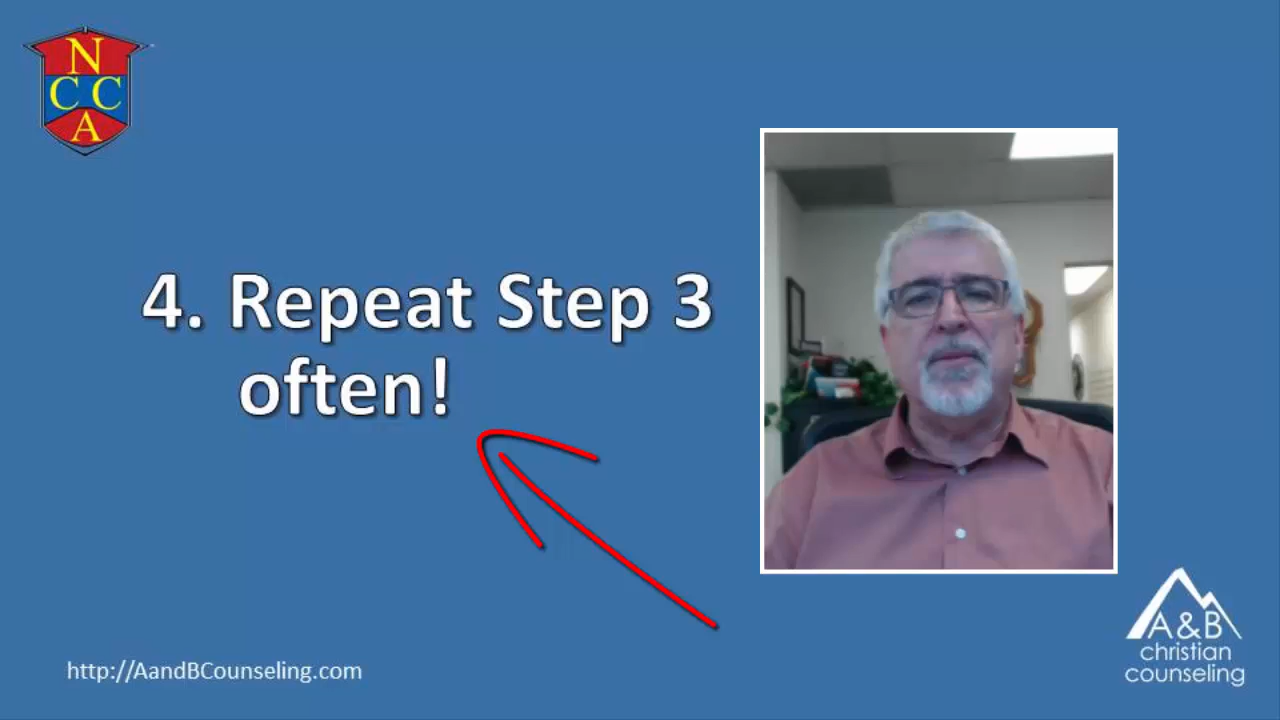 N
C C
A
4. Repeat Step 3
often!
http://AandBCounseling.com
A&B
christian
counseling